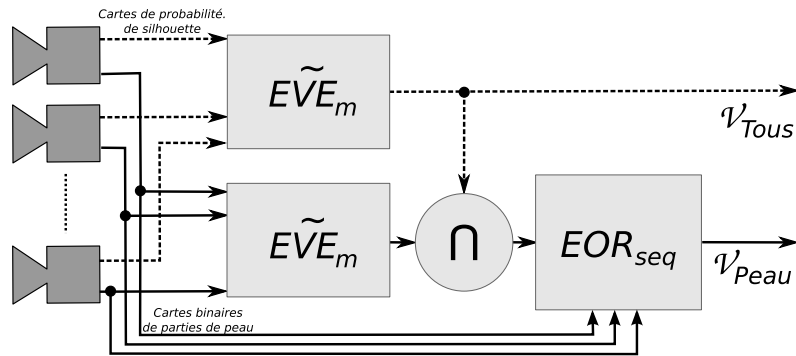 Cartes de probabilité.
de silhouette
EṼE_m
𝒱_Tous
EṼE_m
∩
EOR_seq
𝒱_Peau
Cartes binaires
de parties de peau